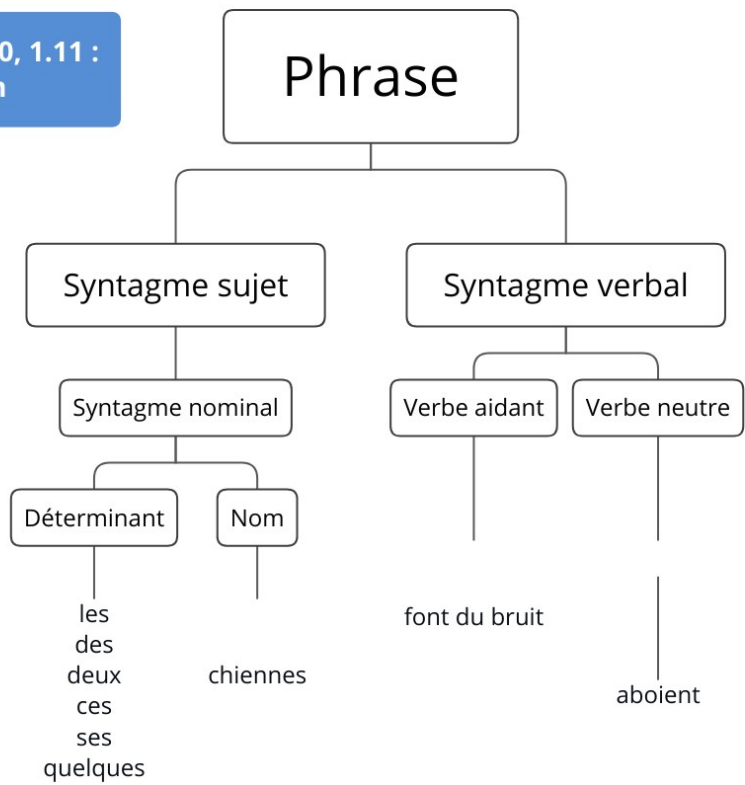 0, 1.11 :
n
Phrase
Syntagme sujet
Syntagme verbal
Syntagme nominal
Verbe aidant
Verbe neutre
Déterminant
Nom
les
des
deux
ces
ses
quelques
chiennes
font du bruit
aboient